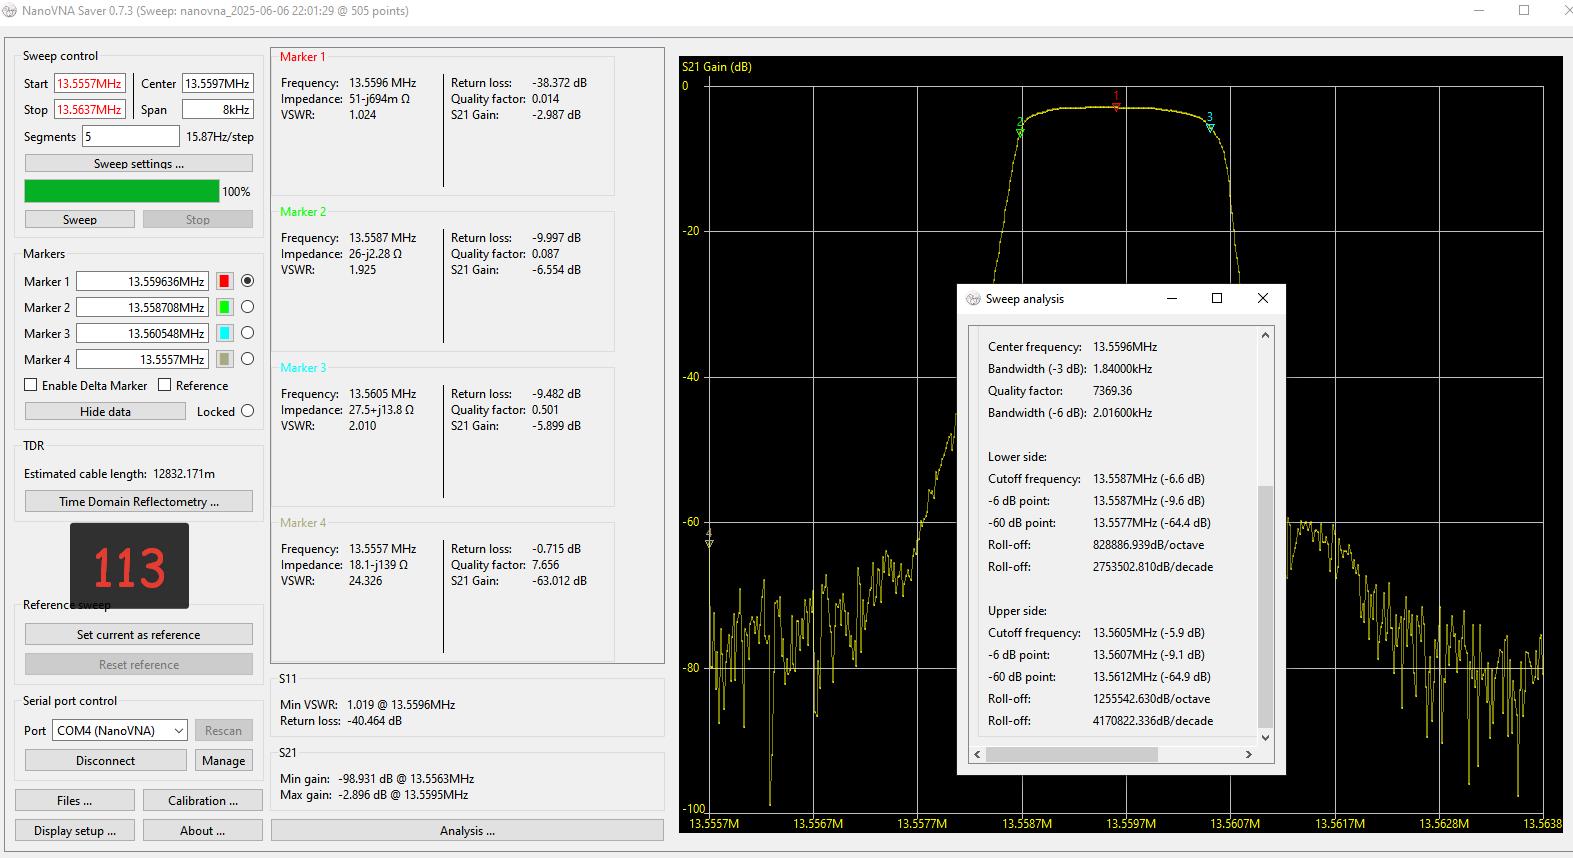 NanoVNA Saver 0.7.3 (Sweep: nanovna_2025-06-06 22:01:29 @ 505 points)
Sweep control
Start 13.5557MHz Center 13.5597MHz
Stop 13.5637MHz Span 8kHz
Segments 5 15.87Hz/step
Sweep settings ...
100%
Sweep Stop
Markers
Marker 1 13.559636MHz
Marker 2 13.558708MHz
Marker 3 13.560548MHz
Marker 4 13.5557MHz
Enable Delta Marker Reference
Hide data Locked
TDR
Estimated cable length: 12832.171m
Time Domain Reflectometry ...
113
Reference sweep
Set current as reference
Reset reference
Serial port control
Port COM4 (NanoVNA) Rescan
Disconnect Manage
Files ... Calibration ...
Display setup ... About ...
Marker 1
Frequency: 13.5596 MHz Return loss: -38.372 dB
Impedance: 51-j694m Ω Quality factor: 0.014
VSWR: 1.024 S21 Gain: -2.987 dB
Marker 2
Frequency: 13.5587 MHz Return loss: -9.997 dB
Impedance: 26-j2.28 Ω Quality factor: 0.087
VSWR: 1.925 S21 Gain: -6.554 dB
Marker 3
Frequency: 13.5605 MHz Return loss: -9.482 dB
Impedance: 27.5+j13.8 Ω Quality factor: 0.501
VSWR: 2.010 S21 Gain: -5.899 dB
Marker 4
Frequency: 13.5557 MHz Return loss: -0.715 dB
Impedance: 18.1-j139 Ω Quality factor: 7.656
VSWR: 24.326 S21 Gain: -63.012 dB
S11
Min VSWR: 1.019 @ 13.5596MHz
Return loss: -40.464 dB
S21
Min gain: -98.931 dB @ 13.5563MHz
Max gain: -2.896 dB @ 13.5595MHz
Analysis ...
S21 Gain (dB)
0
1
2
3
-20
-40
-60
4
-80
-100
13.5557M 13.5567M 13.5577M 13.5587M 13.5597M 13.5607M 13.5617M 13.5628M 13.5638
Sweep analysis
Center frequency: 13.5596MHz
Bandwidth (-3 dB): 1.84000kHz
Quality factor: 7369.36
Bandwidth (-6 dB): 2.01600kHz
Lower side:
Cutoff frequency: 13.5587MHz (-6.6 dB)
-6 dB point: 13.5587MHz (-9.6 dB)
-60 dB point: 13.5577MHz (-64.4 dB)
Roll-off: 828886.939dB/octave
Roll-off: 2753502.810dB/decade
Upper side:
Cutoff frequency: 13.5605MHz (-5.9 dB)
-6 dB point: 13.5607MHz (-9.1 dB)
-60 dB point: 13.5612MHz (-64.9 dB)
Roll-off: 1255542.630dB/octave
Roll-off: 4170822.336dB/decade